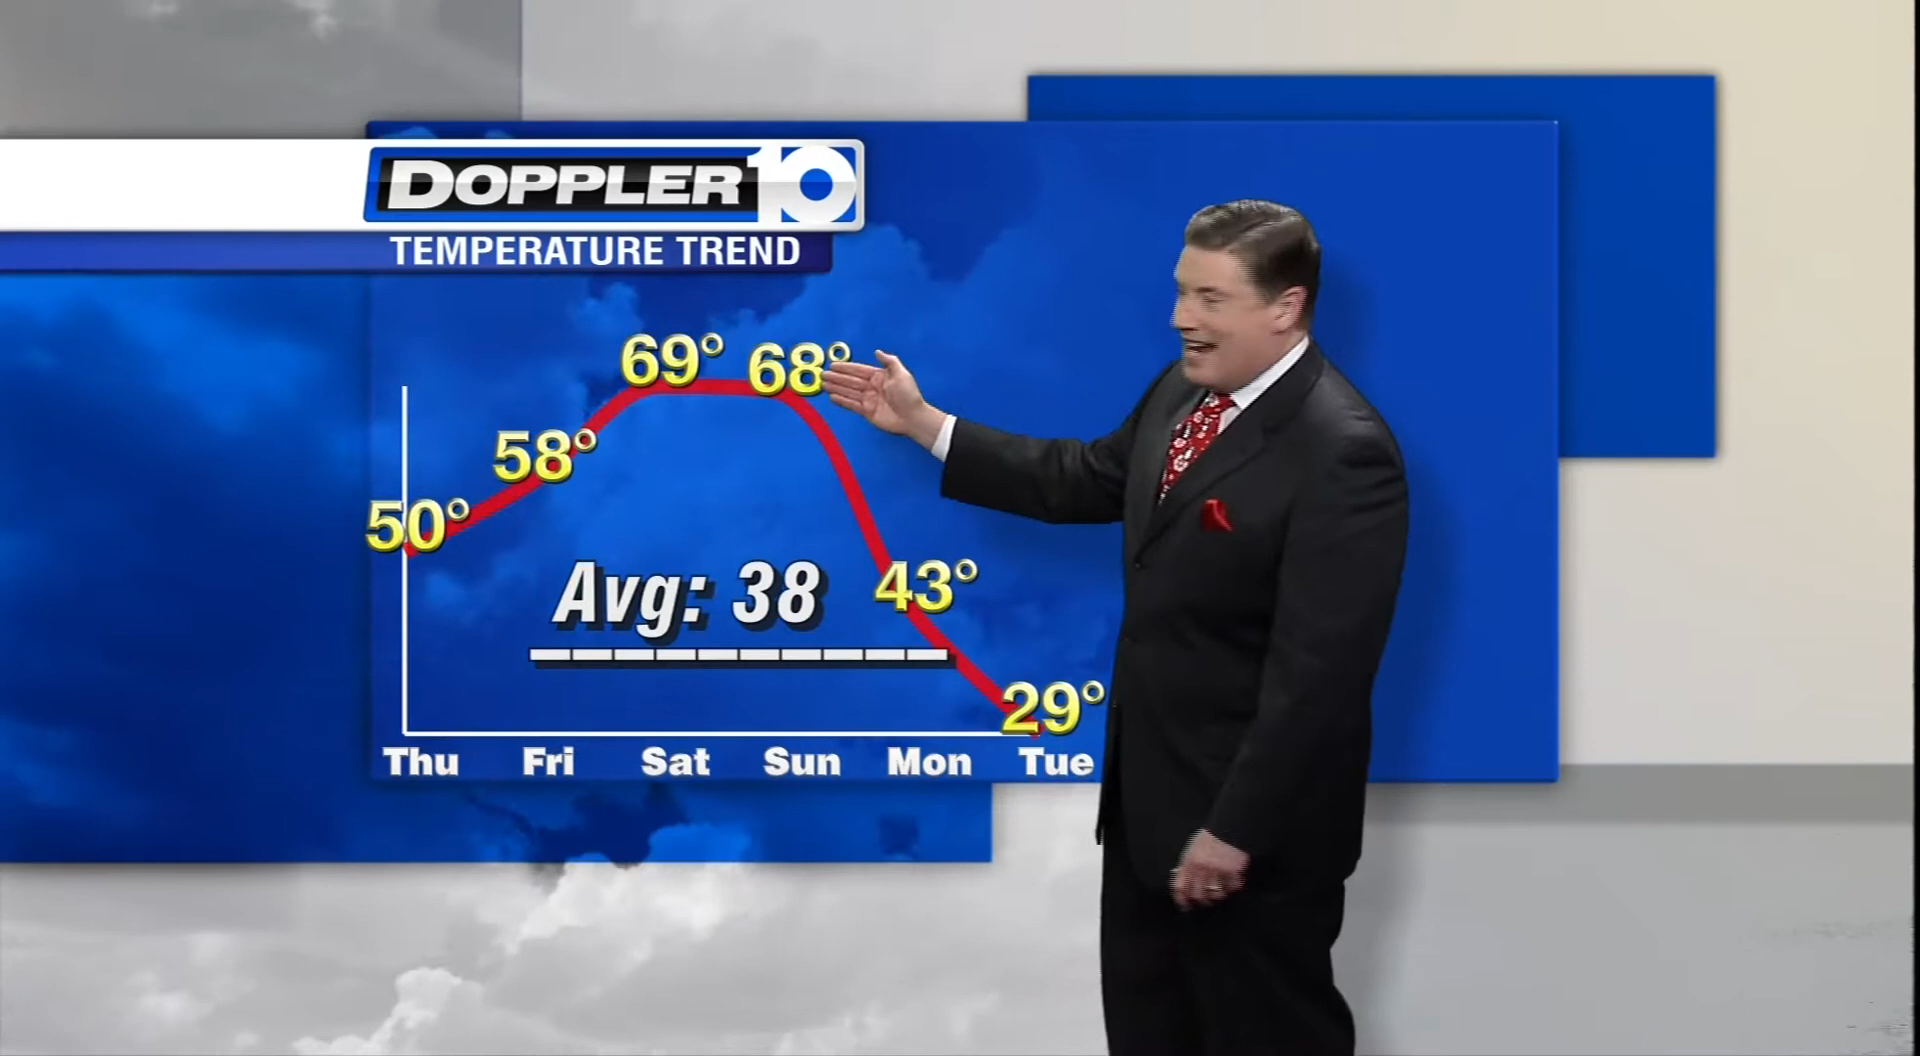 DOPPLER 10
TEMPERATURE TREND
69° 68°
58°
50°
Avg: 38
43°
29°
Thu Fri Sat Sun Mon Tue